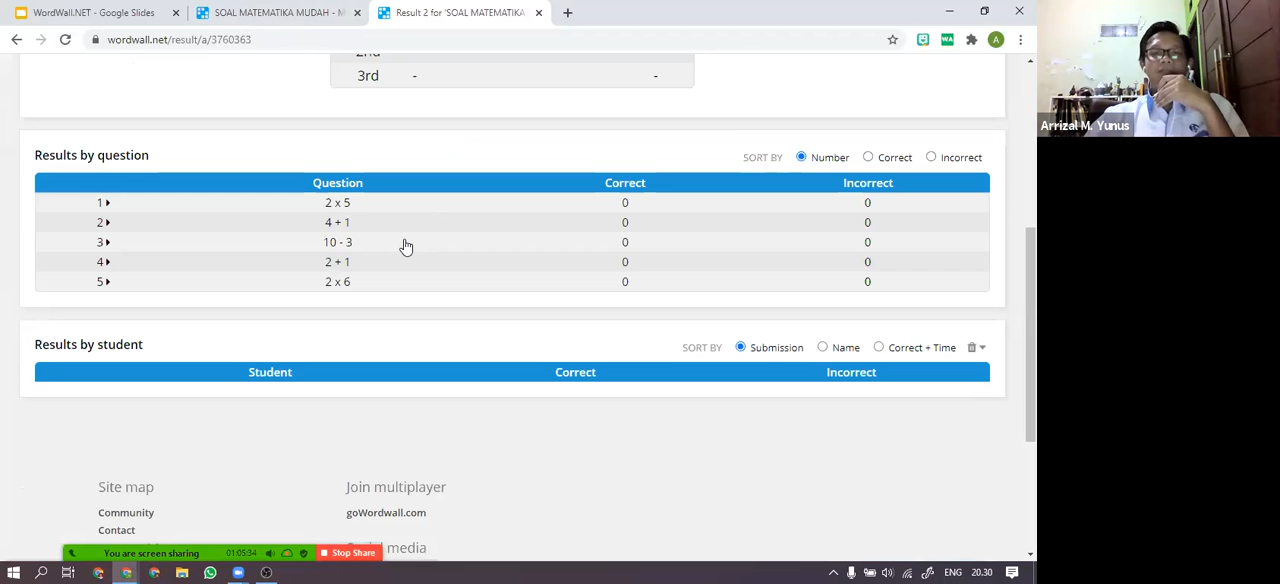 WordWall.NET - Google Slides
SOAL MATEMATIKA MUDAH - M
Result 2 for 'SOAL MATEMATIKA
wordwall.net/result/a/3760363
2nd
3rd - -
Arrizal M. Yunus
Results by question
SORT BY Number Correct Incorrect
Question Correct Incorrect
1 2 x 5 0 0
2 4 + 1 0 0
3 10 - 3 0 0
4 2 + 1 0 0
5 2 x 6 0 0
Results by student
SORT BY Submission Name Correct + Time
Student Correct Incorrect
Site map Join multiplayer
Community goWordwall.com
Contact
Social media
You are screen sharing 01:05:34 Stop Share
ENG 20.30